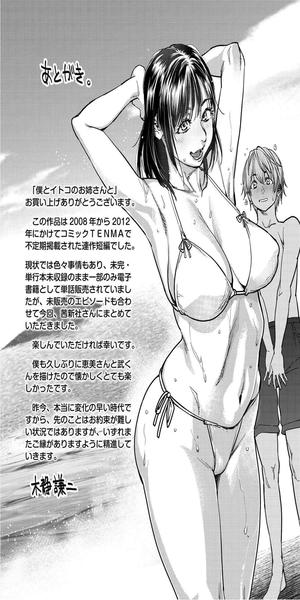 あとがき。
「僕とイトコのお姉さんと」
お買い上げありがとうございます。
この作品は2008年から2012
年にかけてコミックTENMAで
不定期掲載された連作短編でした。
現状では色々事情もあり、未完・
単行本未収録のまま一部のみ電子
書籍として単話販売されてい
ましたが、未販売のエピソードも合わせ
て今回、茜新社さんにまとめて
いただきました。
楽しんでいただければ幸いです。
僕も久しぶりに恵美さんと武く
んを描けたので懐かしくとても楽
しかったです。
昨今、本当に変化の早い時代で
すから、先のことはお約束が難し
い状況ではありますが、いずれま
たご縁がありますように精進して
いきます。
木静謙二